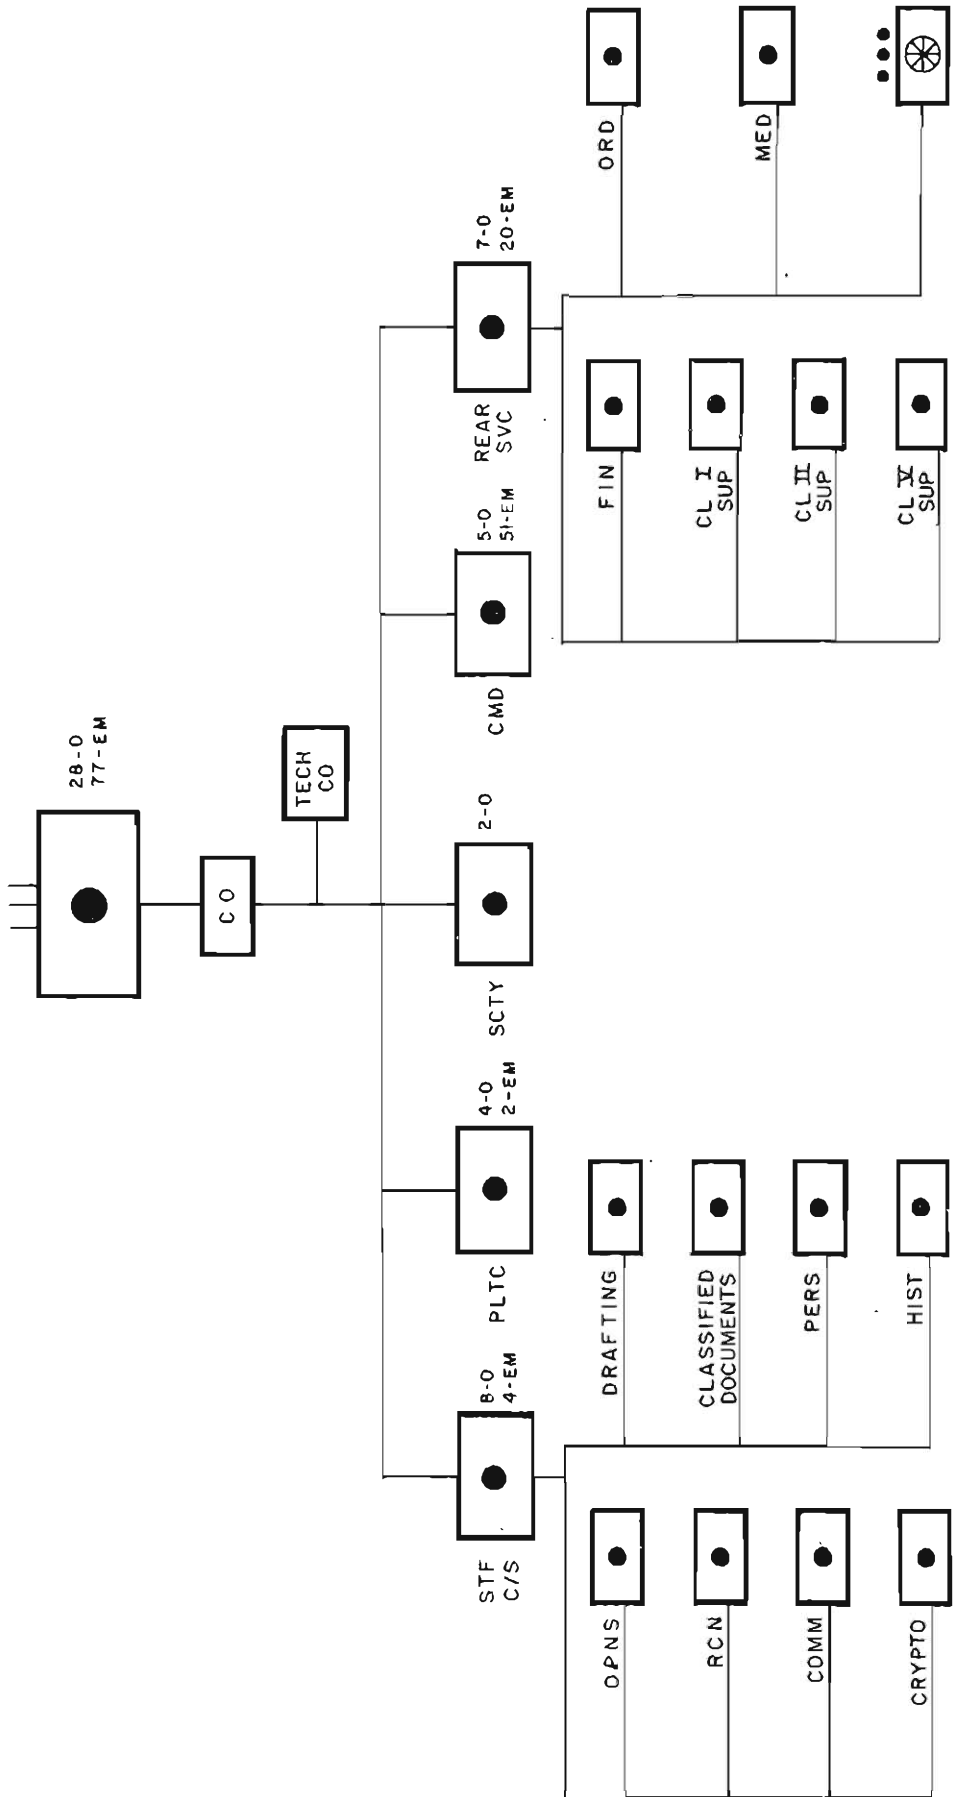 28-O
77-EM
CO
TECH
CO
STF
C/S
8-O
4-EM
PLTC
4-O
2-EM
SCTY
2-O
CMD
5-O
51-EM
REAR
SVC
7-O
20-EM
OPNS
RCN
COMM
CRYPTO
DRAFTING
CLASSIFIED
DOCUMENTS
PERS
HIST
FIN
CL I
SUP
CL II
SUP
CL V
SUP
ORD
MED